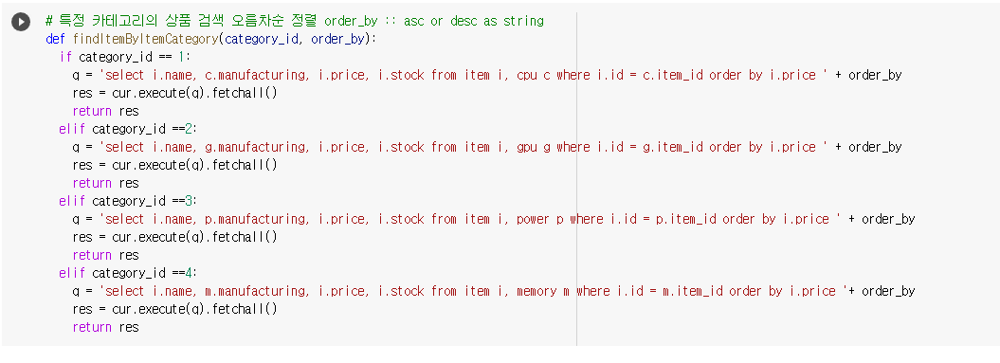 # 특정 카테고리의 상품 검색 오름차순 정렬 order_by :: asc or desc as string
def findItemByItemCategory(category_id, order_by):
  if category_id == 1:
    q = 'select i.name, c.manufacturing, i.price, i.stock from item i, cpu c where i.id = c.item_id order by i.price ' + order_by
    res = cur.execute(q).fetchall()
    return res
  elif category_id ==2:
    q = 'select i.name, g.manufacturing, i.price, i.stock from item i, gpu g where i.id = g.item_id order by i.price ' + order_by
    res = cur.execute(q).fetchall()
    return res
  elif category_id ==3:
    q = 'select i.name, p.manufacturing, i.price, i.stock from item i, power p where i.id = p.item_id order by i.price ' + order_by
    res = cur.execute(q).fetchall()
    return res
  elif category_id ==4:
    q = 'select i.name, m.manufacturing, i.price, i.stock from item i, memory m where i.id = m.item_id order by i.price '+ order_by
    res = cur.execute(q).fetchall()
    return res